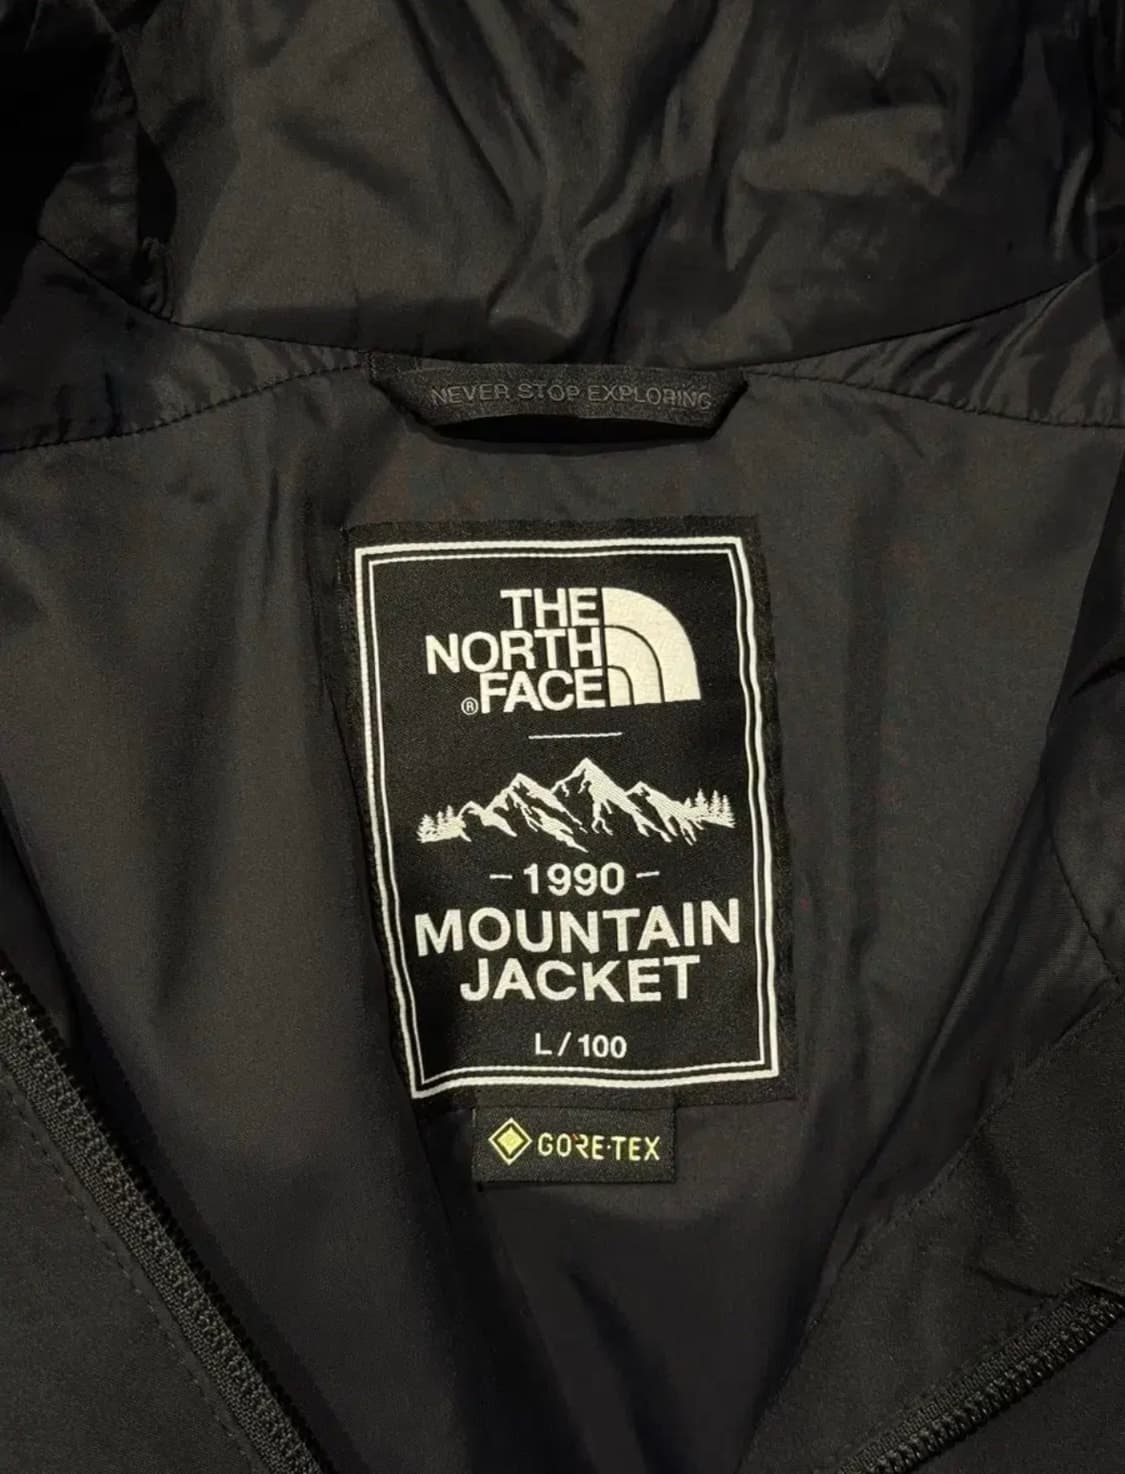 NEVER STOP EXPLORING
THE
NORTH
®FACE
– 1990 –
MOUNTAIN
JACKET
L / 100
GORE-TEX